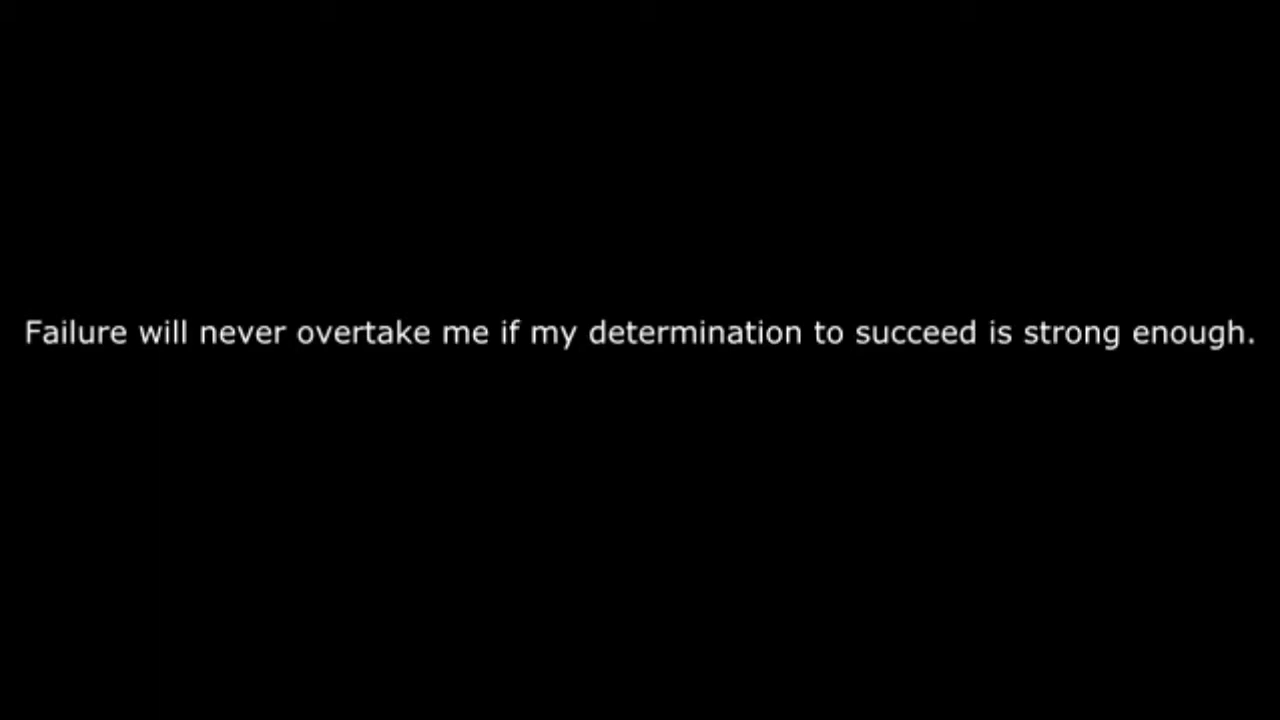 Failure will never overtake me if my determination to succeed is strong enough.